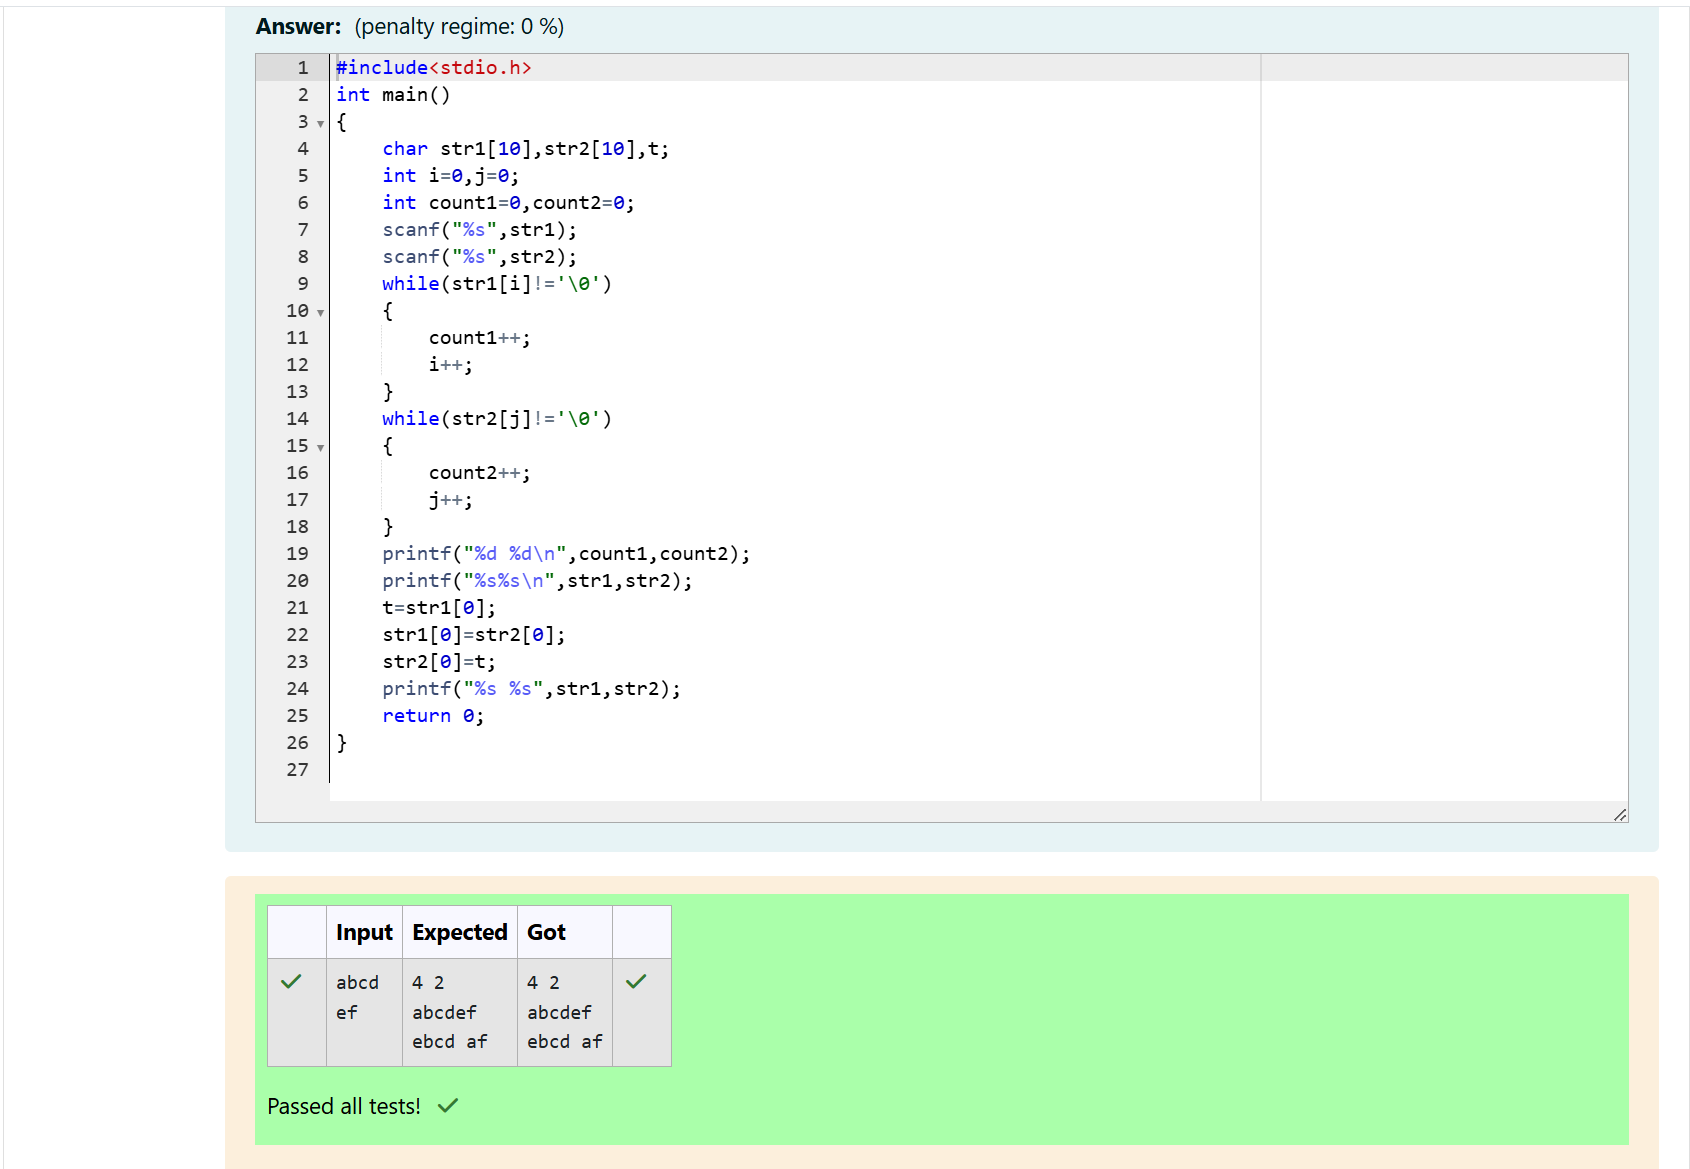 Answer: (penalty regime: 0 %)
1 #include<stdio.h>
2 int main()
3 {
4     char str1[10],str2[10],t;
5     int i=0,j=0;
6     int count1=0,count2=0;
7     scanf("%s",str1);
8     scanf("%s",str2);
9     while(str1[i]!='\0')
10     {
11         count1++;
12         i++;
13     }
14     while(str2[j]!='\0')
15     {
16         count2++;
17         j++;
18     }
19     printf("%d %d\n",count1,count2);
20     printf("%s%s\n",str1,str2);
21     t=str1[0];
22     str1[0]=str2[0];
23     str2[0]=t;
24     printf("%s %s",str1,str2);
25     return 0;
26 }
27
Input Expected Got
abcd 4 2 4 2
ef abcdef abcdef
ebcd af ebcd af
Passed all tests!